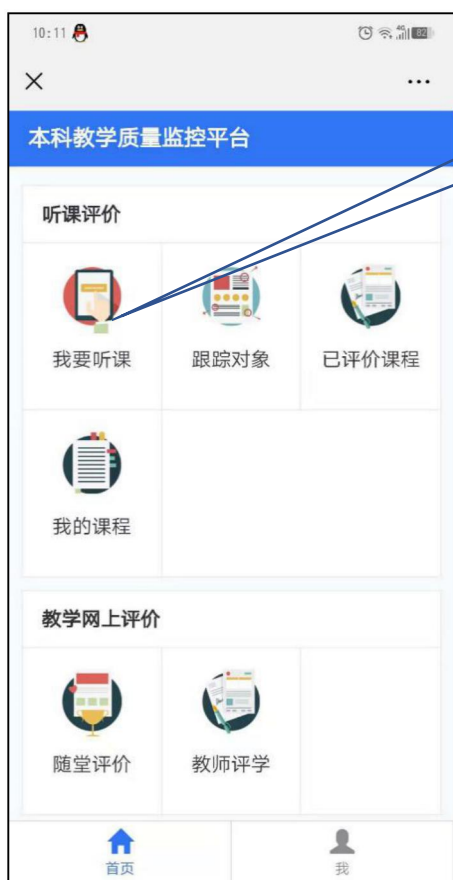 10:11
4G
82
本科教学质量监控平台
听课评价
我要听课
跟踪对象
已评价课程
我的课程
教学网上评价
随堂评价
教师评学
首页
我